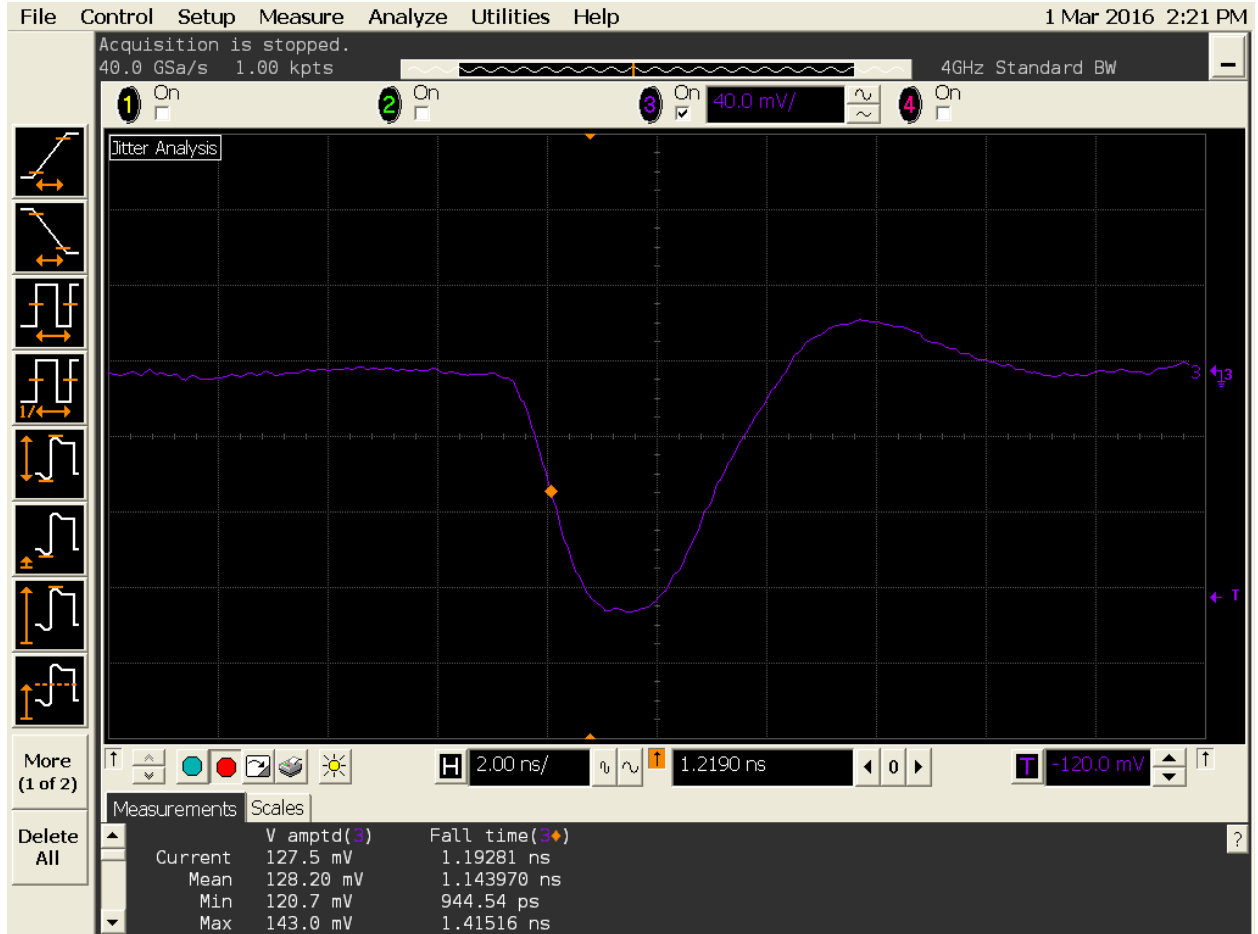 File Control Setup Measure Analyze Utilities Help 1 Mar 2016 2:21 PM
Acquisition is stopped.
40.0 GSa/s 1.00 kpts 4GHz Standard BW
1 On 2 On 3 On 40.0 mV/ 4 On
Jitter Analysis
1/
3 3
T
More
(1 of 2)
Delete
All
H 2.00 ns/ 1.2190 ns 0 T -120.0 mV
Measurements Scales
V amptd(3) Fall time(3◆)
?
Current 127.5 mV 1.19281 ns
Mean 128.20 mV 1.143970 ns
Min 120.7 mV 944.54 ps
Max 143.0 mV 1.41516 ns